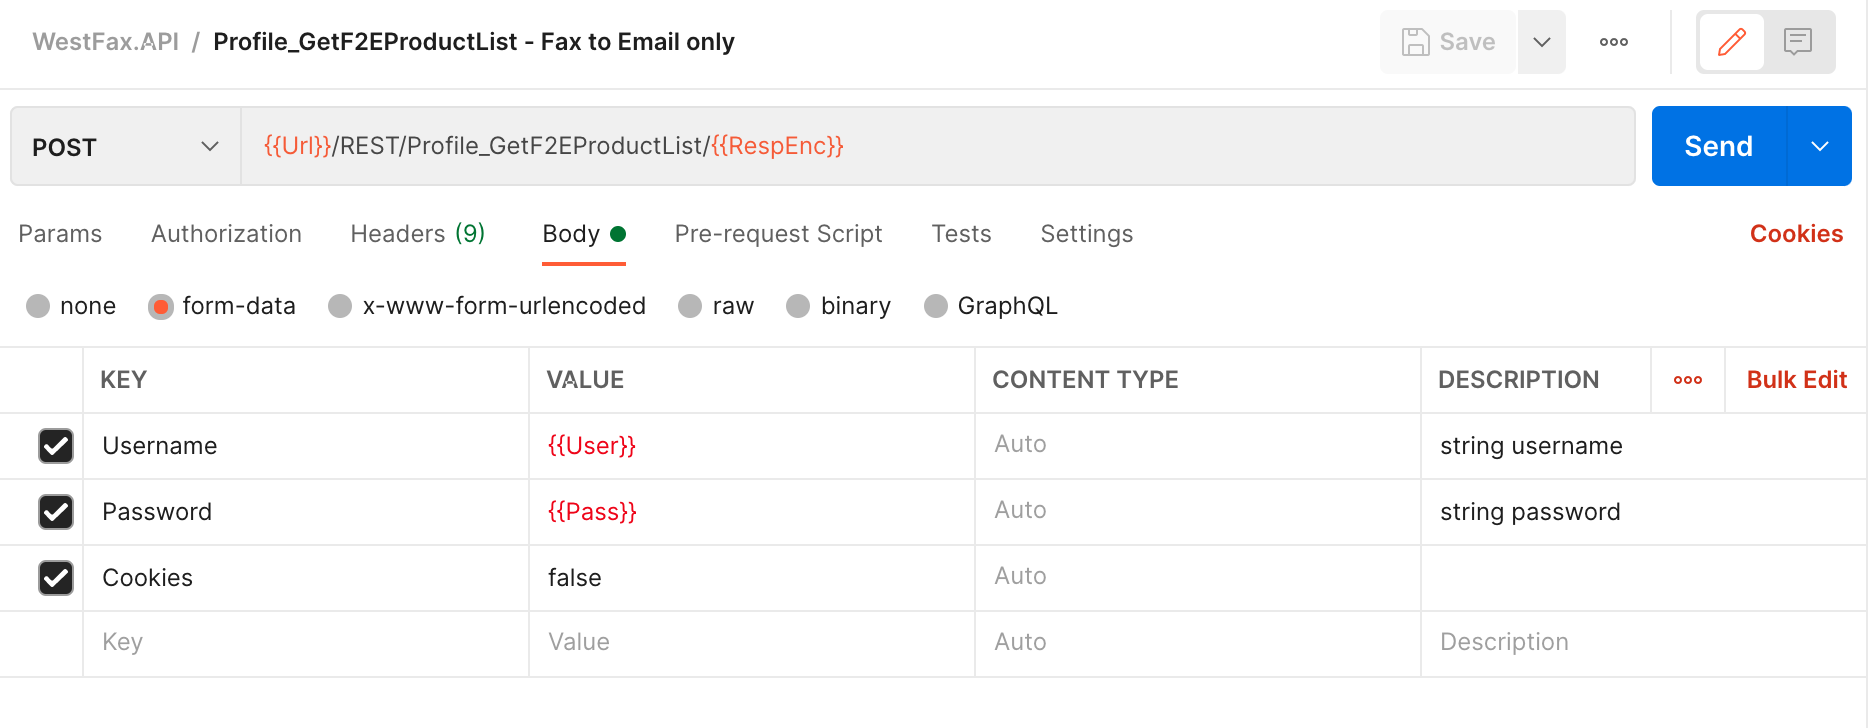 WestFax.API / Profile_GetF2EProductList - Fax to Email only Save
POST {{Url}}/REST/Profile_GetF2EProductList/{{RespEnc}} Send
Params Authorization Headers (9) Body Pre-request Script Tests Settings Cookies
none form-data x-www-form-urlencoded raw binary GraphQL
KEY VALUE CONTENT TYPE DESCRIPTION Bulk Edit
Username {{User}} Auto string username
Password {{Pass}} Auto string password
Cookies false Auto
Key Value Auto Description